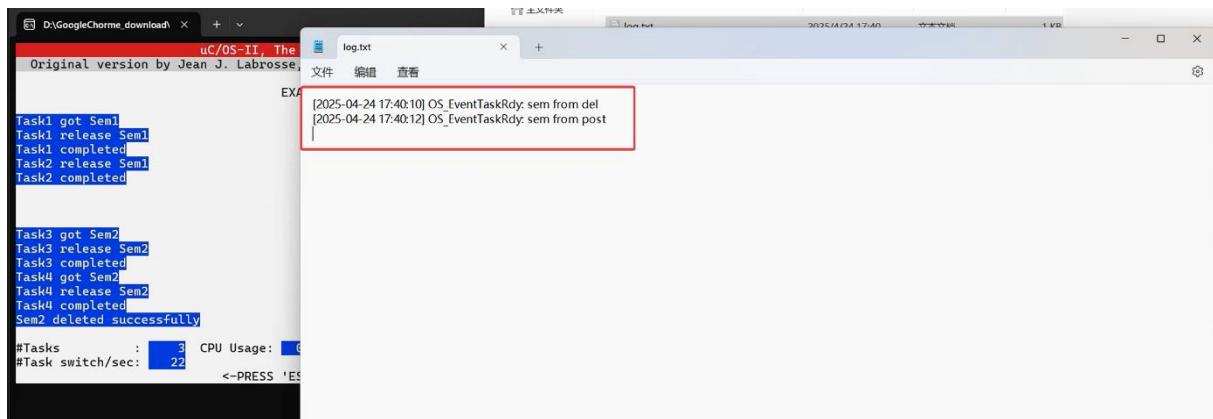 D:\GoogleChorme_download\
主文件夹
log.txt 2025/4/24 17:40 文本文档 1 KB
uC/OS-II, The
Original version by Jean J. Labrosse,
EXA
Task1 got Sem1
Task1 release Sem1
Task1 completed
Task2 release Sem1
Task2 completed
Task3 got Sem2
Task3 release Sem2
Task3 completed
Task4 got Sem2
Task4 release Sem2
Task4 completed
Sem2 deleted successfully
#Tasks : 3 CPU Usage:
#Task switch/sec: 22
<-PRESS 'ES
log.txt
文件 编辑 查看
[2025-04-24 17:40:10] OS_EventTaskRdy: sem from del
[2025-04-24 17:40:12] OS_EventTaskRdy: sem from post